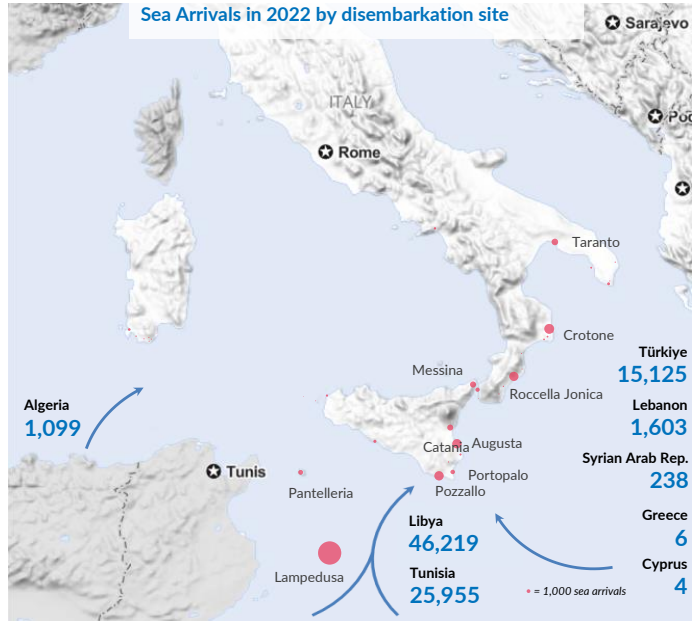 Sea Arrivals in 2022 by disembarkation site
Sarajevo
ITALY
Rome
Taranto
Crotone
Türkiye
15,125
Messina
Roccella Jonica
Algeria
1,099
Lebanon
1,603
Catania
Augusta
Syrian Arab Rep.
238
Tunis
Pantelleria
Portopalo
Pozzallo
Libya
46,219
Greece
6
Lampedusa
Tunisia
25,955
Cyprus
4
= 1,000 sea arrivals